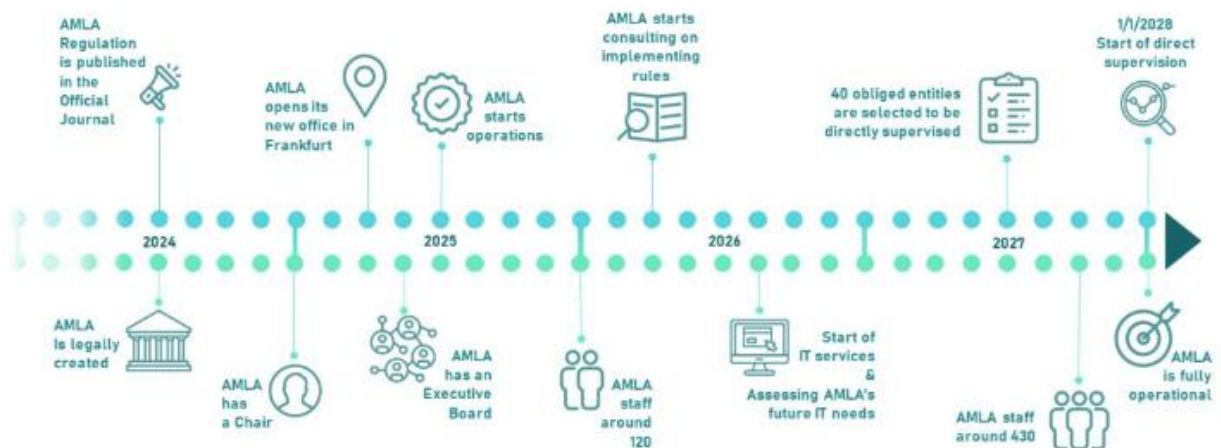 AMLA
Regulation
is published
in the
Official
Journal
AMLA
opens its
new office in
Frankfurt
AMLA
starts
operations
AMLA starts
consulting on
implementing
rules
40 obliged entities
are selected to be
directly supervised
1/1/2028
Start of direct
supervision
2024
2025
2026
2027
AMLA
Is legally
created
AMLA
has
a Chair
AMLA
has an
Executive
Board
AMLA
staff
around
120
Start of
IT services
&
Assessing AMLA's
future IT needs
AMLA staff
around 430
AMLA
is fully
operational